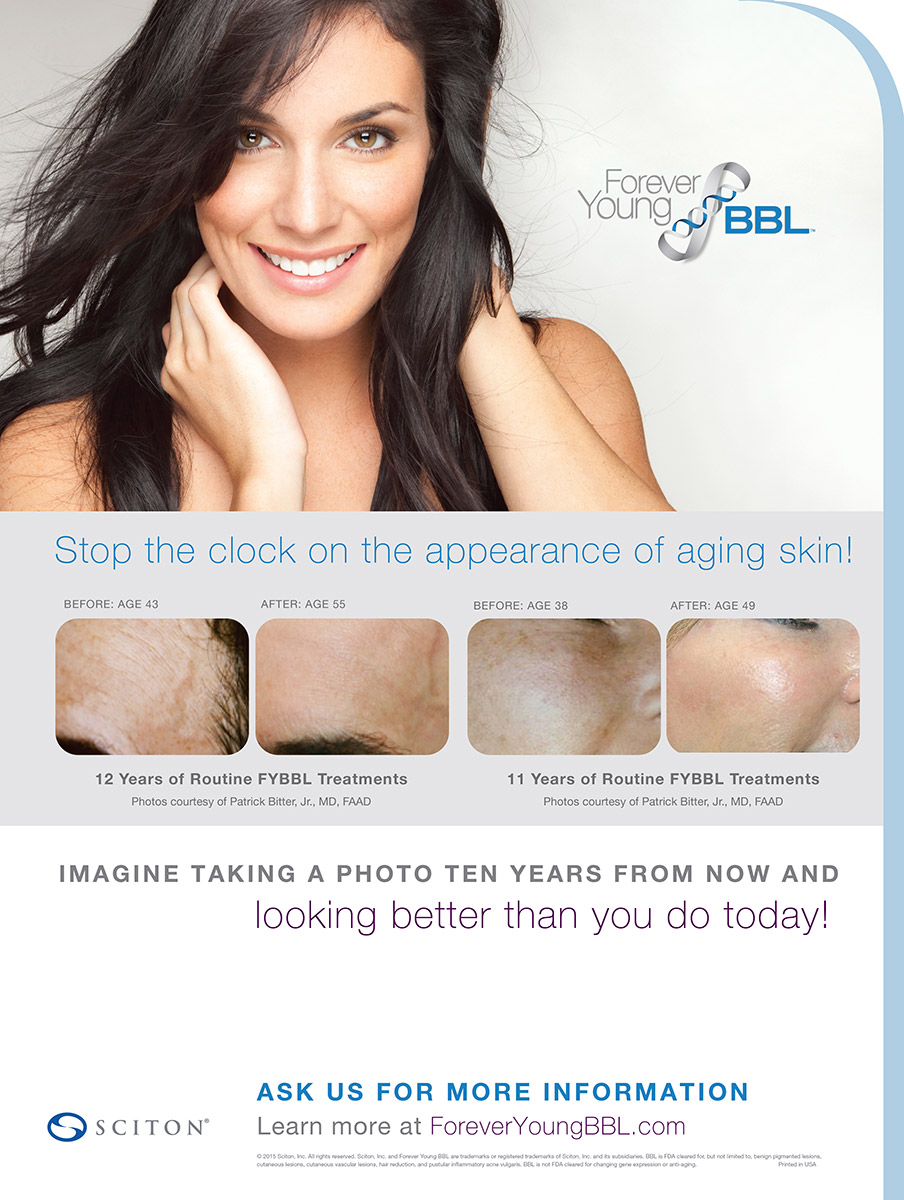 Forever
Young BBL™
Stop the clock on the appearance of aging skin!
BEFORE: AGE 43 AFTER: AGE 55 BEFORE: AGE 38 AFTER: AGE 49
12 Years of Routine FYBBL Treatments 11 Years of Routine FYBBL Treatments
Photos courtesy of Patrick Bitter, Jr., MD, FAAD Photos courtesy of Patrick Bitter, Jr., MD, FAAD
IMAGINE TAKING A PHOTO TEN YEARS FROM NOW AND
looking better than you do today!
ASK US FOR MORE INFORMATION
SCITON® Learn more at ForeverYoungBBL.com
© 2015 Sciton, Inc. All rights reserved. Sciton, Inc. and Forever Young BBL are trademarks or registered trademarks of Sciton, Inc. and its subsidiaries. BBL is FDA cleared for, but not limited to, benign pigmented lesions,
cutaneous lesions, cutaneous vascular lesions, hair reduction, and pustular inflammatory acne vulgaris. BBL is not FDA cleared for changing gene expression or anti-aging. Printed in USA